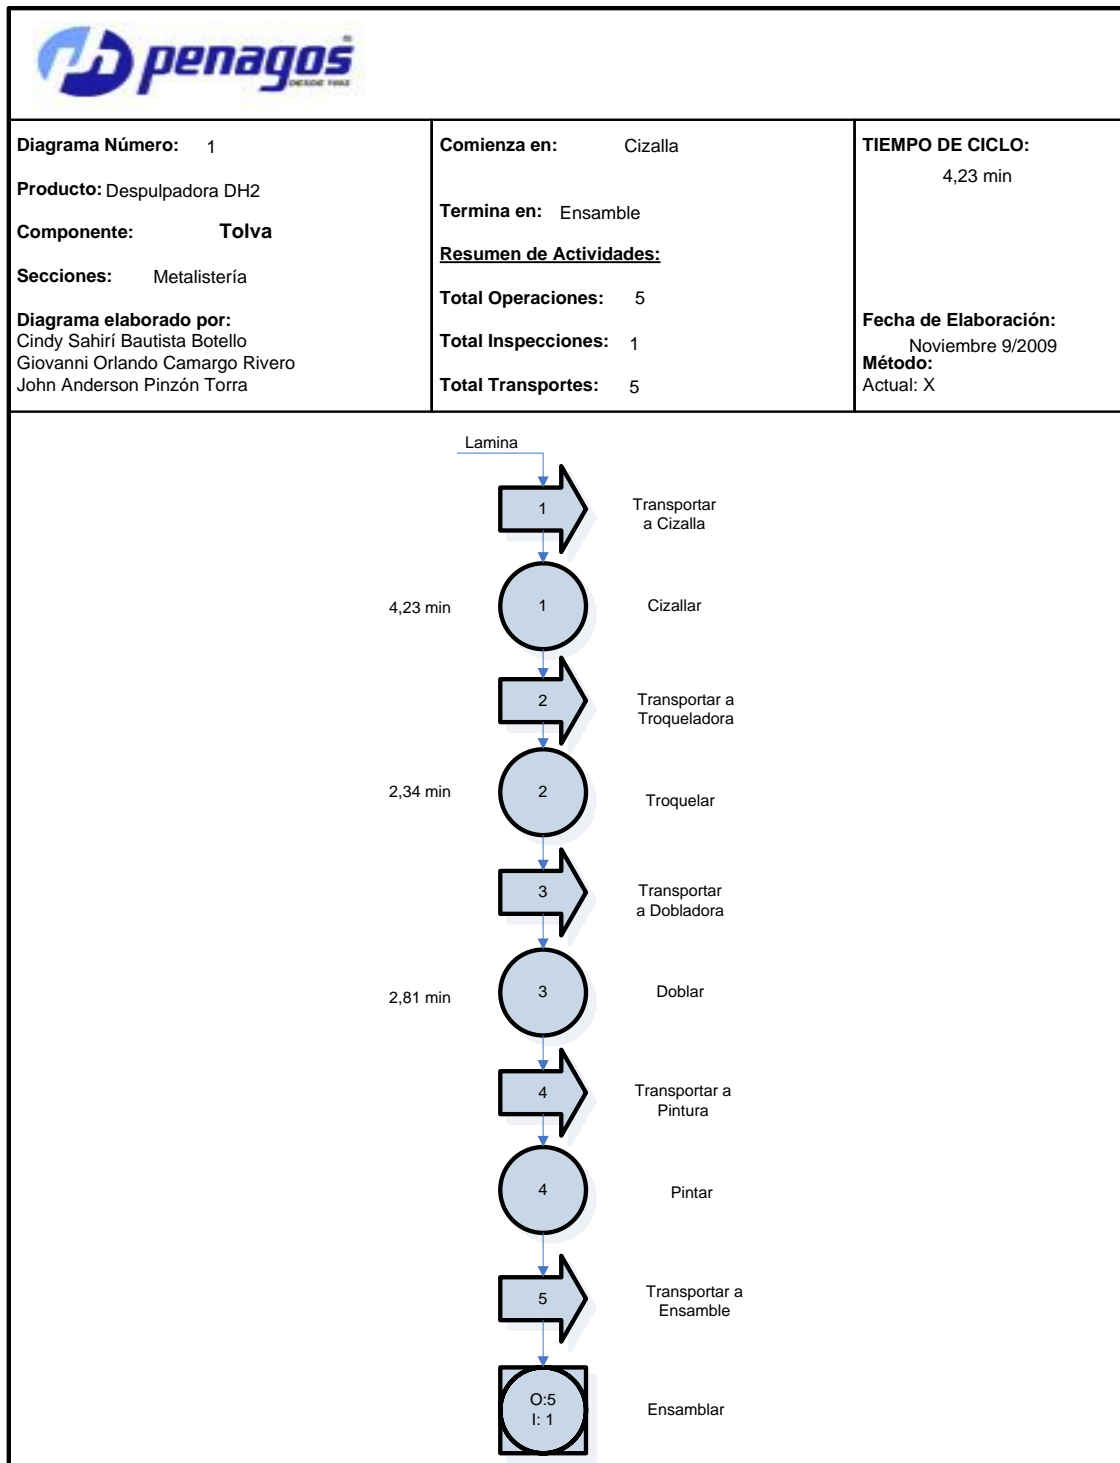 penagos
Diagrama Número: 1
Producto: Despulpadora DH2
Componente: Tolva
Secciones: Metalistería
Diagrama elaborado por:
Cindy Sahirí Bautista Botello
Giovanni Orlando Camargo Rivero
John Anderson Pinzón Torra
Comienza en: Cizalla
Termina en: Ensamble
Resumen de Actividades:
Total Operaciones: 5
Total Inspecciones: 1
Total Transportes: 5
TIEMPO DE CICLO:
4,23 min
Fecha de Elaboración:
Noviembre 9/2009
Método:
Actual: X
Lamina
1
Transportar
a Cizalla
4,23 min
1
Cizallar
2
Transportar a
Troqueladora
2,34 min
2
Troquelar
3
Transportar
a Dobladora
2,81 min
3
Doblar
4
Transportar a
Pintura
4
Pintar
5
Transportar a
Ensamble
O:5
I: 1
Ensamblar